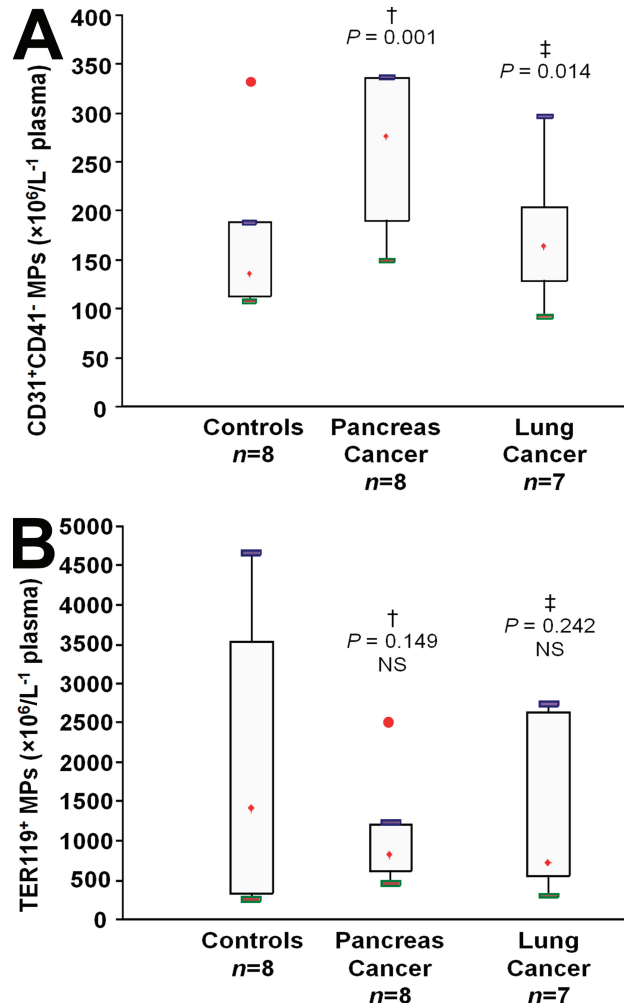 A
CD31⁺CD41⁻ MPs (×10⁶/L⁻¹ plasma)
400
350
300
250
200
150
100
50
0
†
P = 0.001
‡
P = 0.014
Controls
n=8
Pancreas
Cancer
n=8
Lung
Cancer
n=7
B
TER119⁺ MPs (×10⁶/L⁻¹ plasma)
5000
4500
4000
3500
3000
2500
2000
1500
1000
500
0
†
P = 0.149
NS
‡
P = 0.242
NS
Controls
n=8
Pancreas
Cancer
n=8
Lung
Cancer
n=7